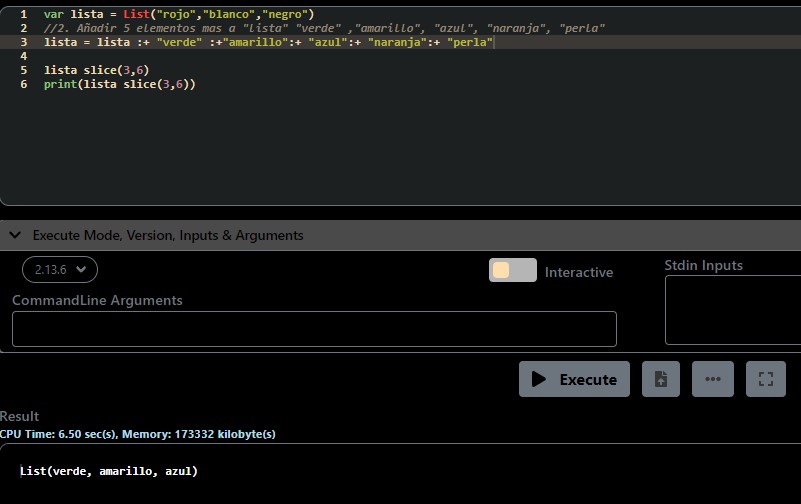 1 var lista = List("rojo","blanco","negro")
2 //2. Añadir 5 elementos mas a "lista" "verde" ,"amarillo", "azul", "naranja", "perla"
3 lista = lista :+ "verde" :+"amarillo":+ "azul":+ "naranja":+ "perla"
4
5 lista slice(3,6)
6 print(lista slice(3,6))
Execute Mode, Version, Inputs & Arguments
2.13.6
Interactive
Stdin Inputs
CommandLine Arguments
Execute
Result
CPU Time: 6.50 sec(s), Memory: 173332 kilobyte(s)
List(verde, amarillo, azul)